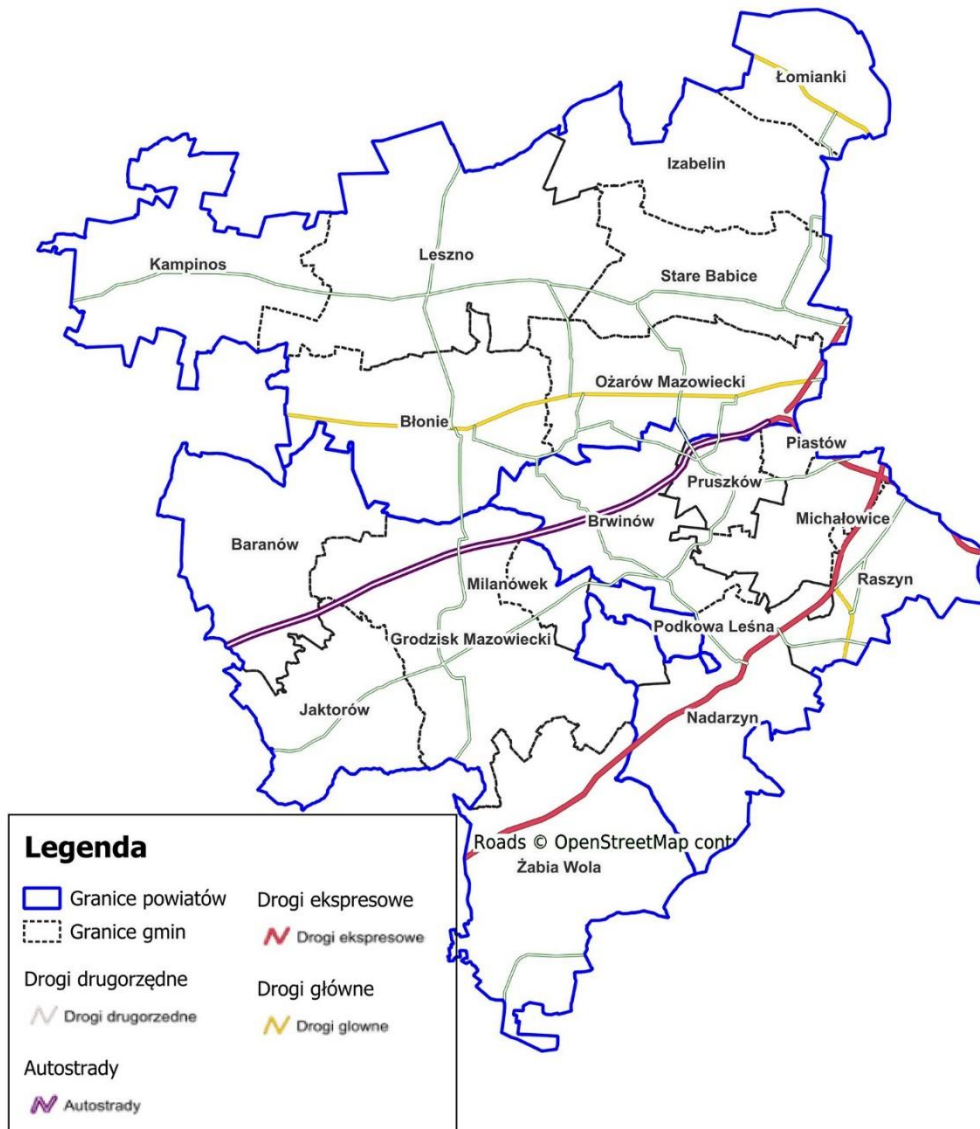 Łomianki
Izabelin
Leszno
Kampinos
Stare Babice
Ożarów Mazowiecki
Błonie
Piastów
Pruszków
Brwinów
Michałowice
Baranów
Milanówek
Raszyn
Podkowa Leśna
Grodzisk Mazowiecki
Jaktorów
Nadarzyn
Roads © OpenStreetMap cont
Żabia Wola
Legenda
Granice powiatów
Granice gmin
Drogi drugorzędne
Drogi drugorzedne
Autostrady
Autostrady
Drogi ekspresowe
Drogi ekspresowe
Drogi główne
Drogi glowne